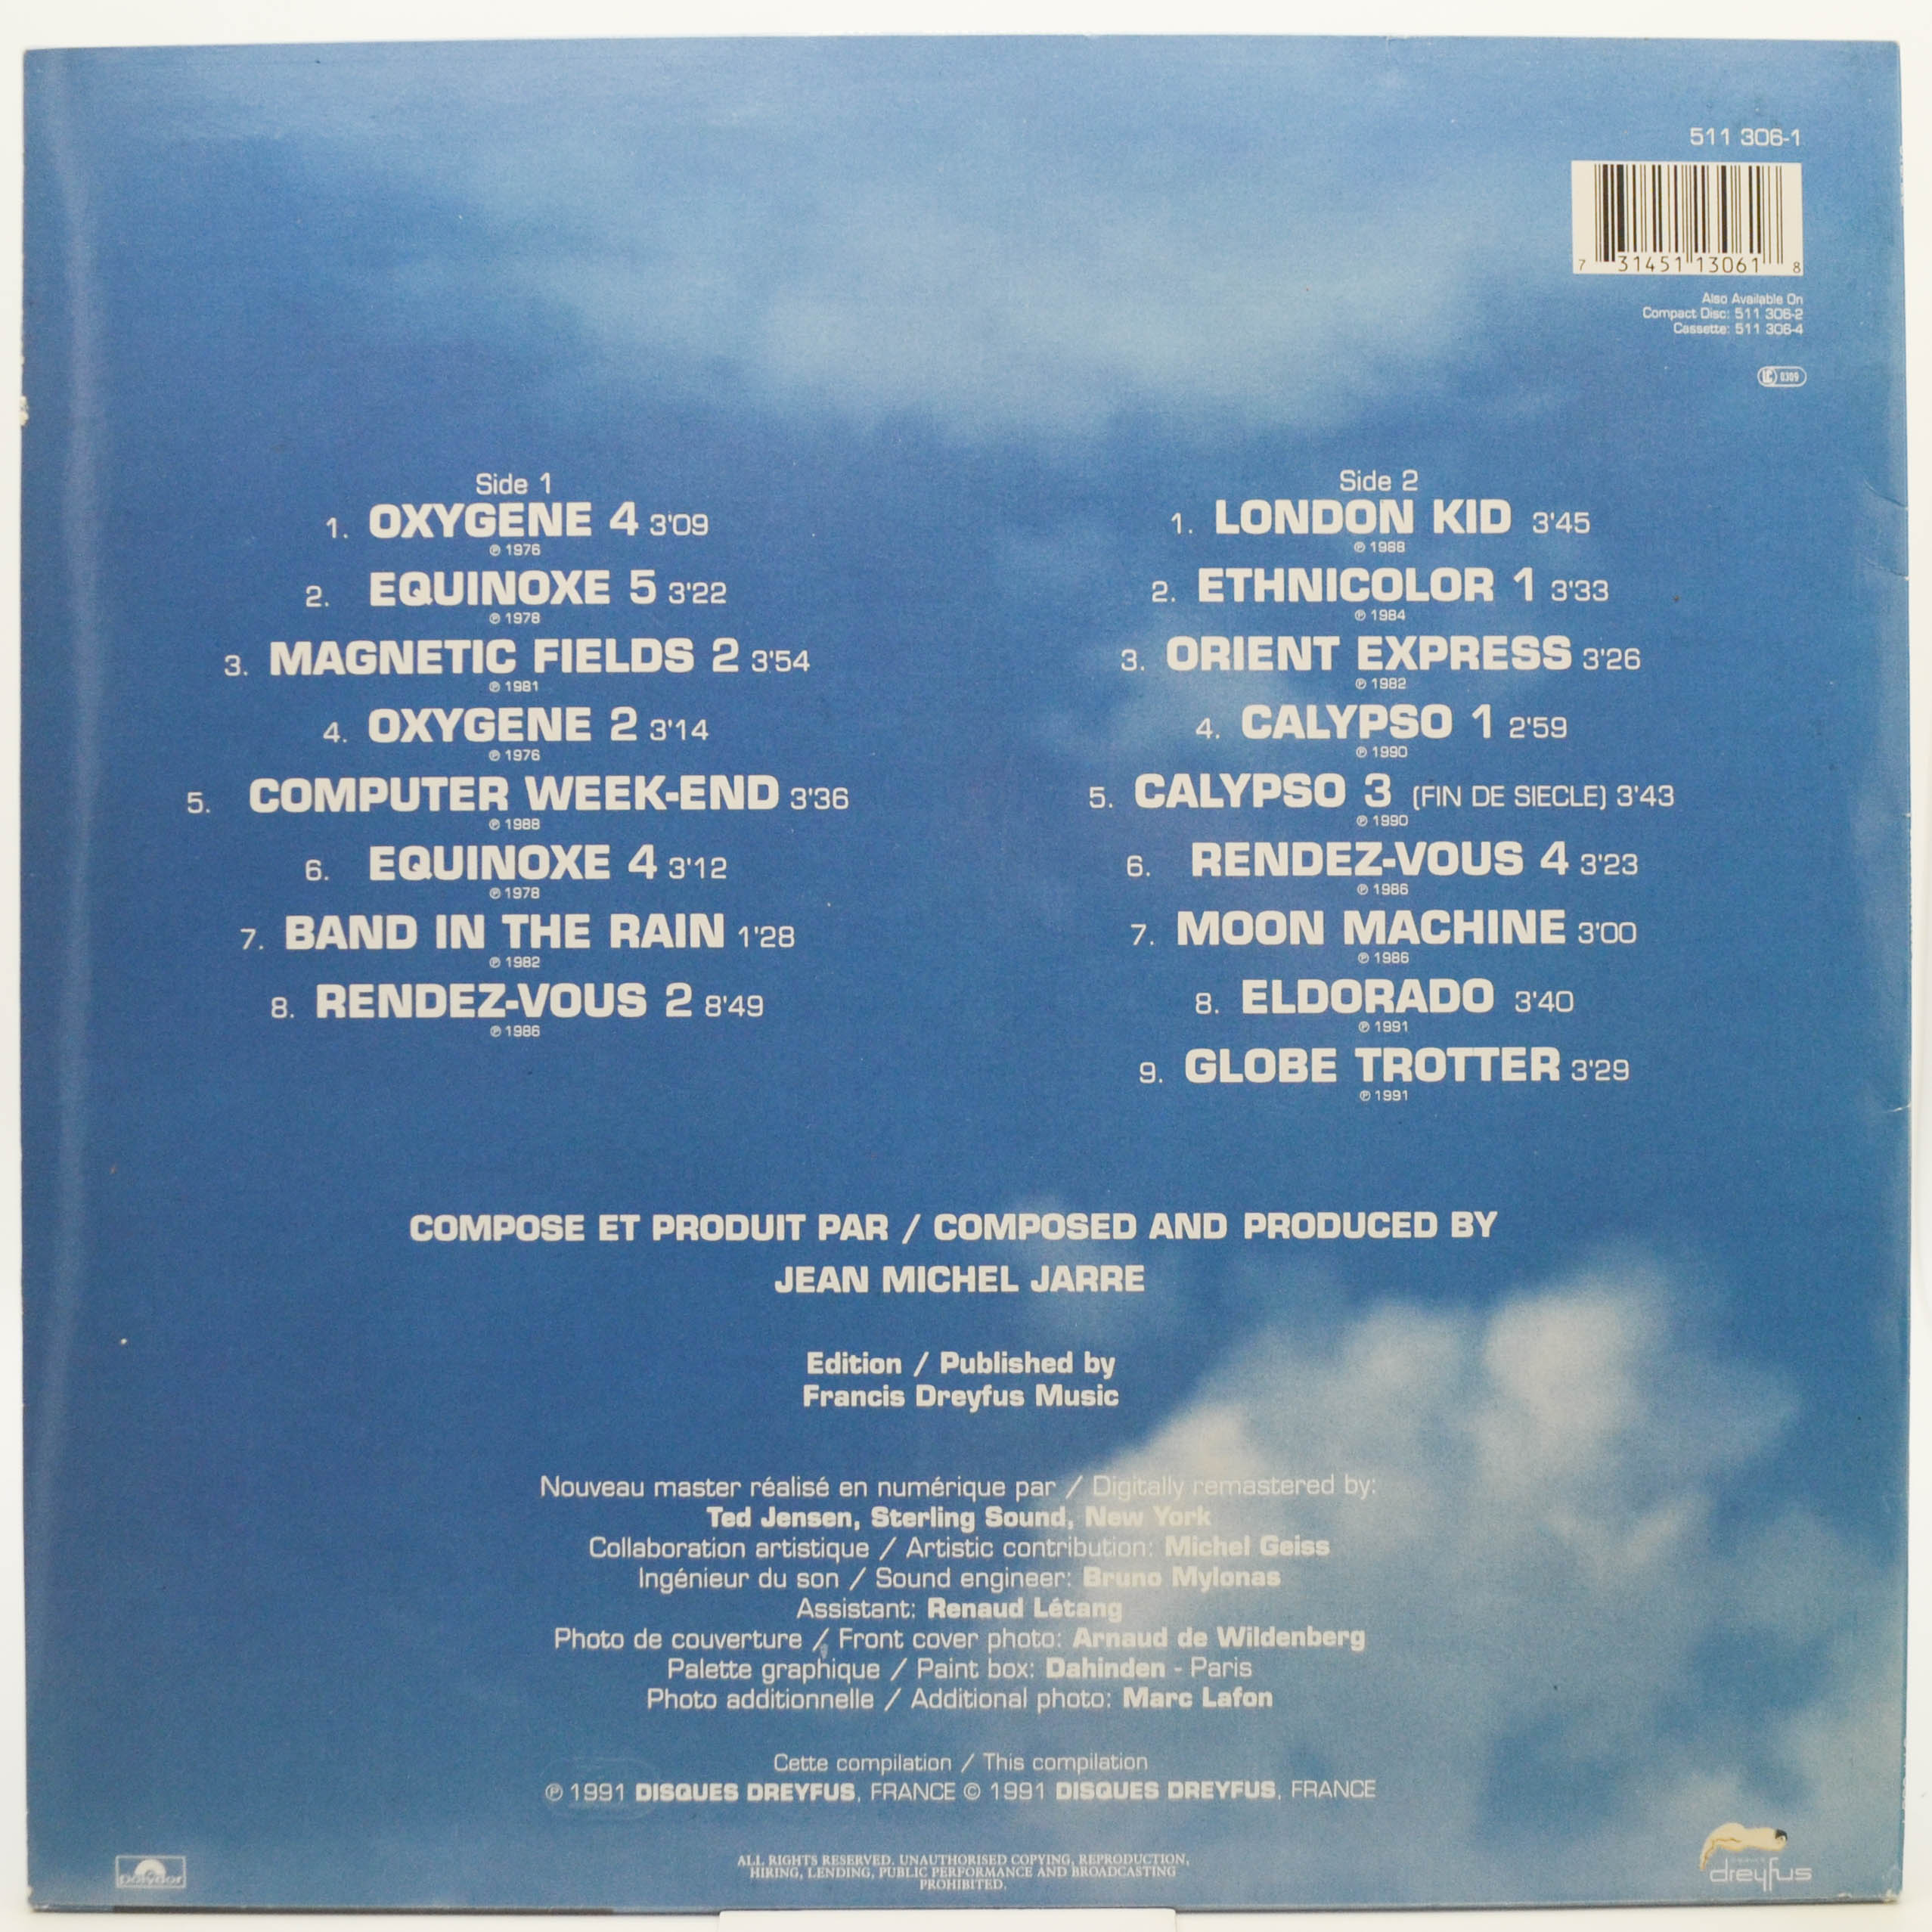 511 306-1
7 31451 13061 8
Also Available On
Compact Disc: 511 306-2
Cassette: 511 306-4
LC 0309
Side 1
1. OXYGENE 4 3'09
℗ 1976
2. EQUINOXE 5 3'22
℗ 1978
3. MAGNETIC FIELDS 2 3'54
℗ 1981
4. OXYGENE 2 3'14
℗ 1976
5. COMPUTER WEEK-END 3'36
℗ 1988
6. EQUINOXE 4 3'12
℗ 1978
7. BAND IN THE RAIN 1'28
℗ 1982
8. RENDEZ-VOUS 2 8'49
℗ 1986
Side 2
1. LONDON KID 3'45
℗ 1988
2. ETHNICOLOR 1 3'33
℗ 1984
3. ORIENT EXPRESS 3'26
℗ 1982
4. CALYPSO 1 2'59
℗ 1990
5. CALYPSO 3 (FIN DE SIECLE) 3'43
℗ 1990
6. RENDEZ-VOUS 4 3'23
℗ 1986
7. MOON MACHINE 3'00
℗ 1986
8. ELDORADO 3'40
℗ 1991
9. GLOBE TROTTER 3'29
℗ 1991
COMPOSE ET PRODUIT PAR / COMPOSED AND PRODUCED BY
JEAN MICHEL JARRE
Edition / Published by
Francis Dreyfus Music
Nouveau master réalisé en numérique par / Digitally remastered by:
Ted Jensen, Sterling Sound, New York
Collaboration artistique / Artistic contribution: Michel Geiss
Ingénieur du son / Sound engineer: Bruno Mylonas
Assistant: Renaud Létang
Photo de couverture / Front cover photo: Arnaud de Wildenberg
Palette graphique / Paint box: Dahinden - Paris
Photo additionnelle / Additional photo: Marc Lafon
Cette compilation / This compilation
℗ 1991 DISQUES DREYFUS, FRANCE © 1991 DISQUES DREYFUS, FRANCE
polydor
ALL RIGHTS RESERVED. UNAUTHORISED COPYING, REPRODUCTION,
HIRING, LENDING, PUBLIC PERFORMANCE AND BROADCASTING
PROHIBITED.
dreyfus